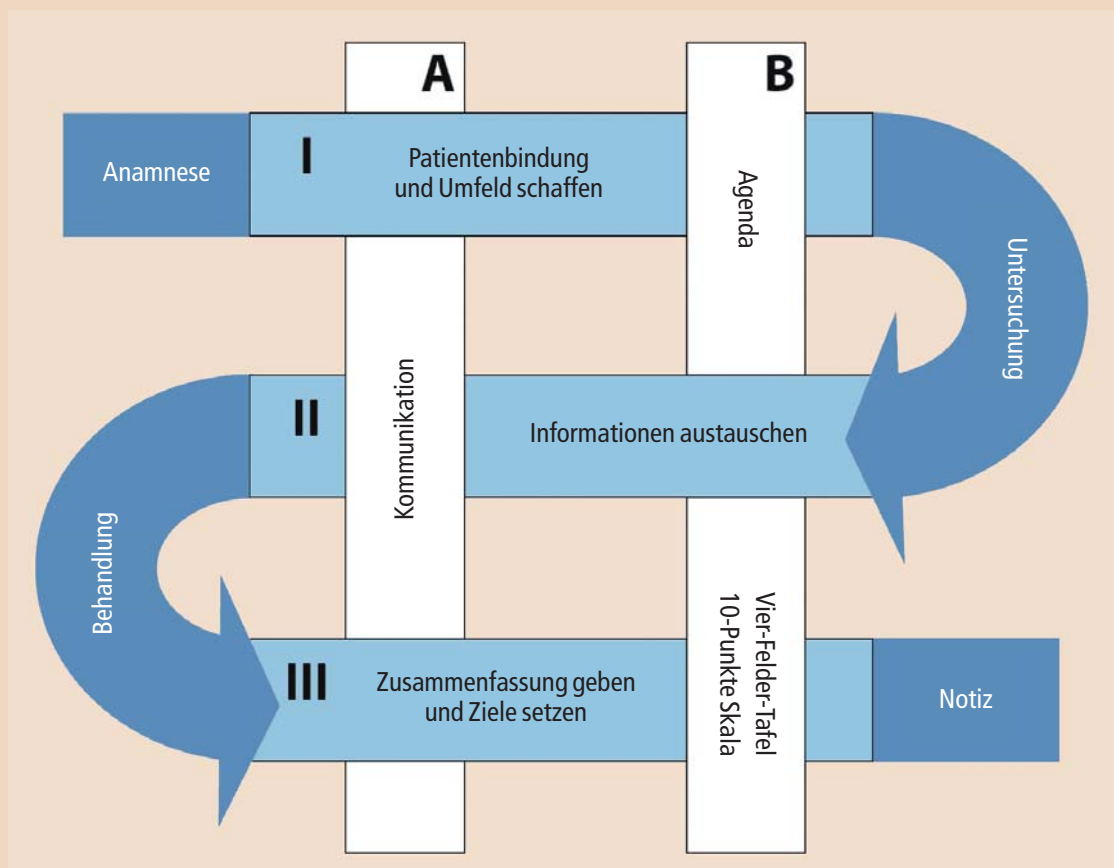 A
B
Anamnese
I
Patientenbindung
und Umfeld schaffen
Agenda
Untersuchung
II
Informationen austauschen
Kommunikation
Behandlung
III
Zusammenfassung geben
und Ziele setzen
Vier-Felder-Tafel
10-Punkte Skala
Notiz